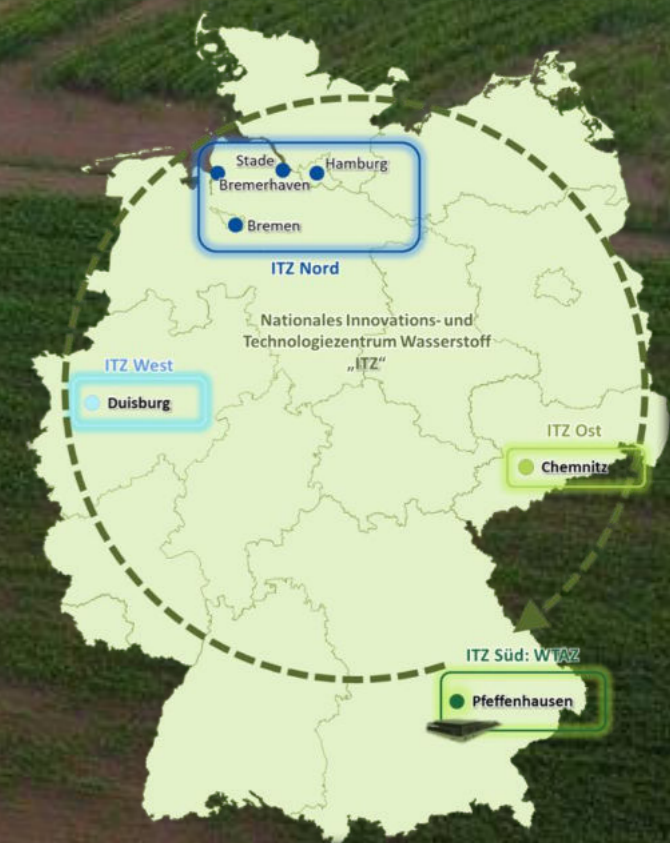 Stade
Hamburg
Bremerhaven
Bremen
ITZ Nord
Nationales Innovations- und
Technologiezentrum Wasserstoff
„ITZ“
ITZ West
Duisburg
ITZ Ost
Chemnitz
ITZ Süd: WTAZ
Pfeffenhausen